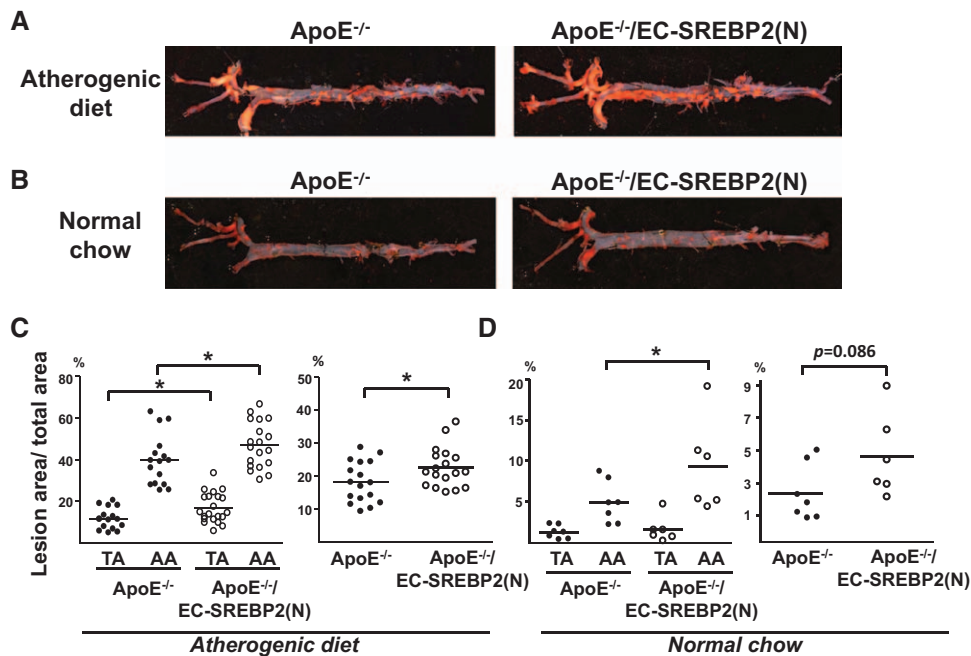 A
ApoE-/-
ApoE-/-/EC-SREBP2(N)
Atherogenic
diet
B
ApoE-/-
ApoE-/-/EC-SREBP2(N)
Normal
chow
C
D
Lesion area/ total area
%
80
60
40
20
*
*
TA AA TA AA
ApoE-/-
ApoE-/-/
EC-SREBP2(N)
%
50
40
30
20
10
*
ApoE-/-
ApoE-/-/
EC-SREBP2(N)
Atherogenic diet
%
20
15
10
5
*
TA AA TA AA
ApoE-/-
ApoE-/-/
EC-SREBP2(N)
%
9
7
5
3
1
p=0.086
ApoE-/-
ApoE-/-/
EC-SREBP2(N)
Normal chow